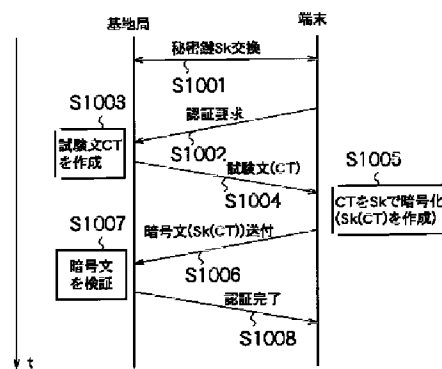 基地局
端末
秘密鍵Sk交換
S1001
S1003
認証要求
試験文CT
を作成
S1002
試験文(CT)
S1004
S1005
CTをSkで暗号化
(Sk(CT)を作成)
S1007
暗号文(Sk(CT))送付
暗号文
を検証
S1006
認証完了
S1008
t